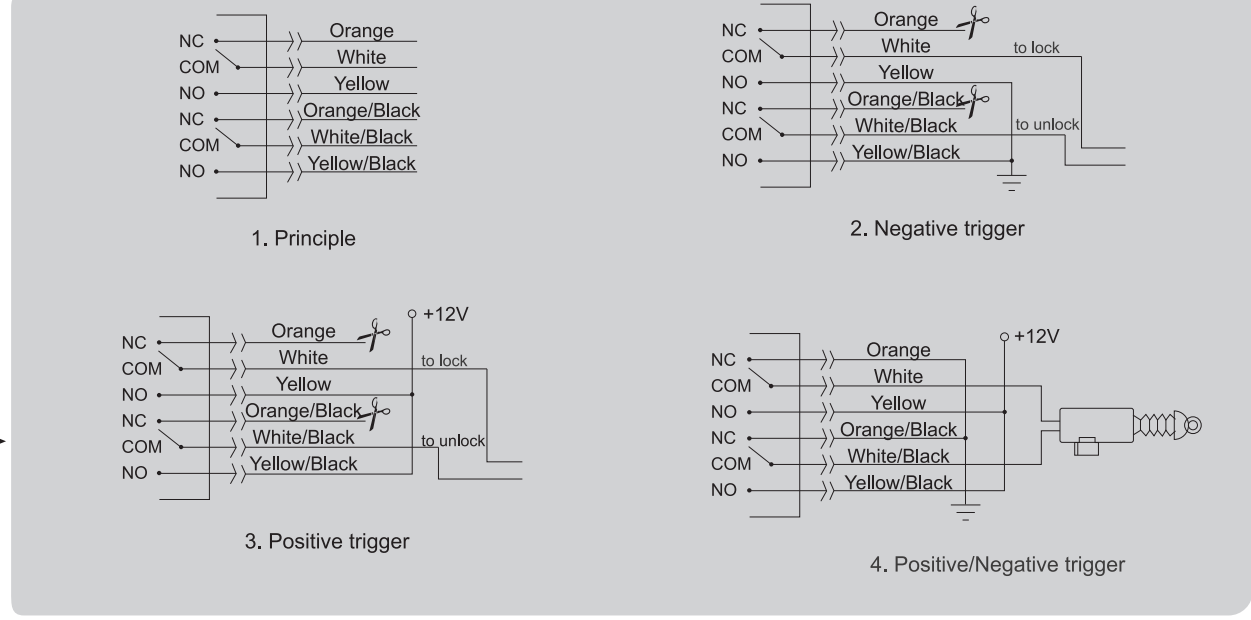 NC Orange
COM White
NO Yellow
NC Orange/Black
COM White/Black
NO Yellow/Black
1. Principle
NC Orange
COM White to lock
NO Yellow
NC Orange/Black
COM White/Black to unlock
NO Yellow/Black
2. Negative trigger
+12V
NC Orange
COM White to lock
NO Yellow
NC Orange/Black
COM White/Black to unlock
NO Yellow/Black
3. Positive trigger
+12V
NC Orange
COM White
NO Yellow
NC Orange/Black
COM White/Black
NO Yellow/Black
4. Positive/Negative trigger